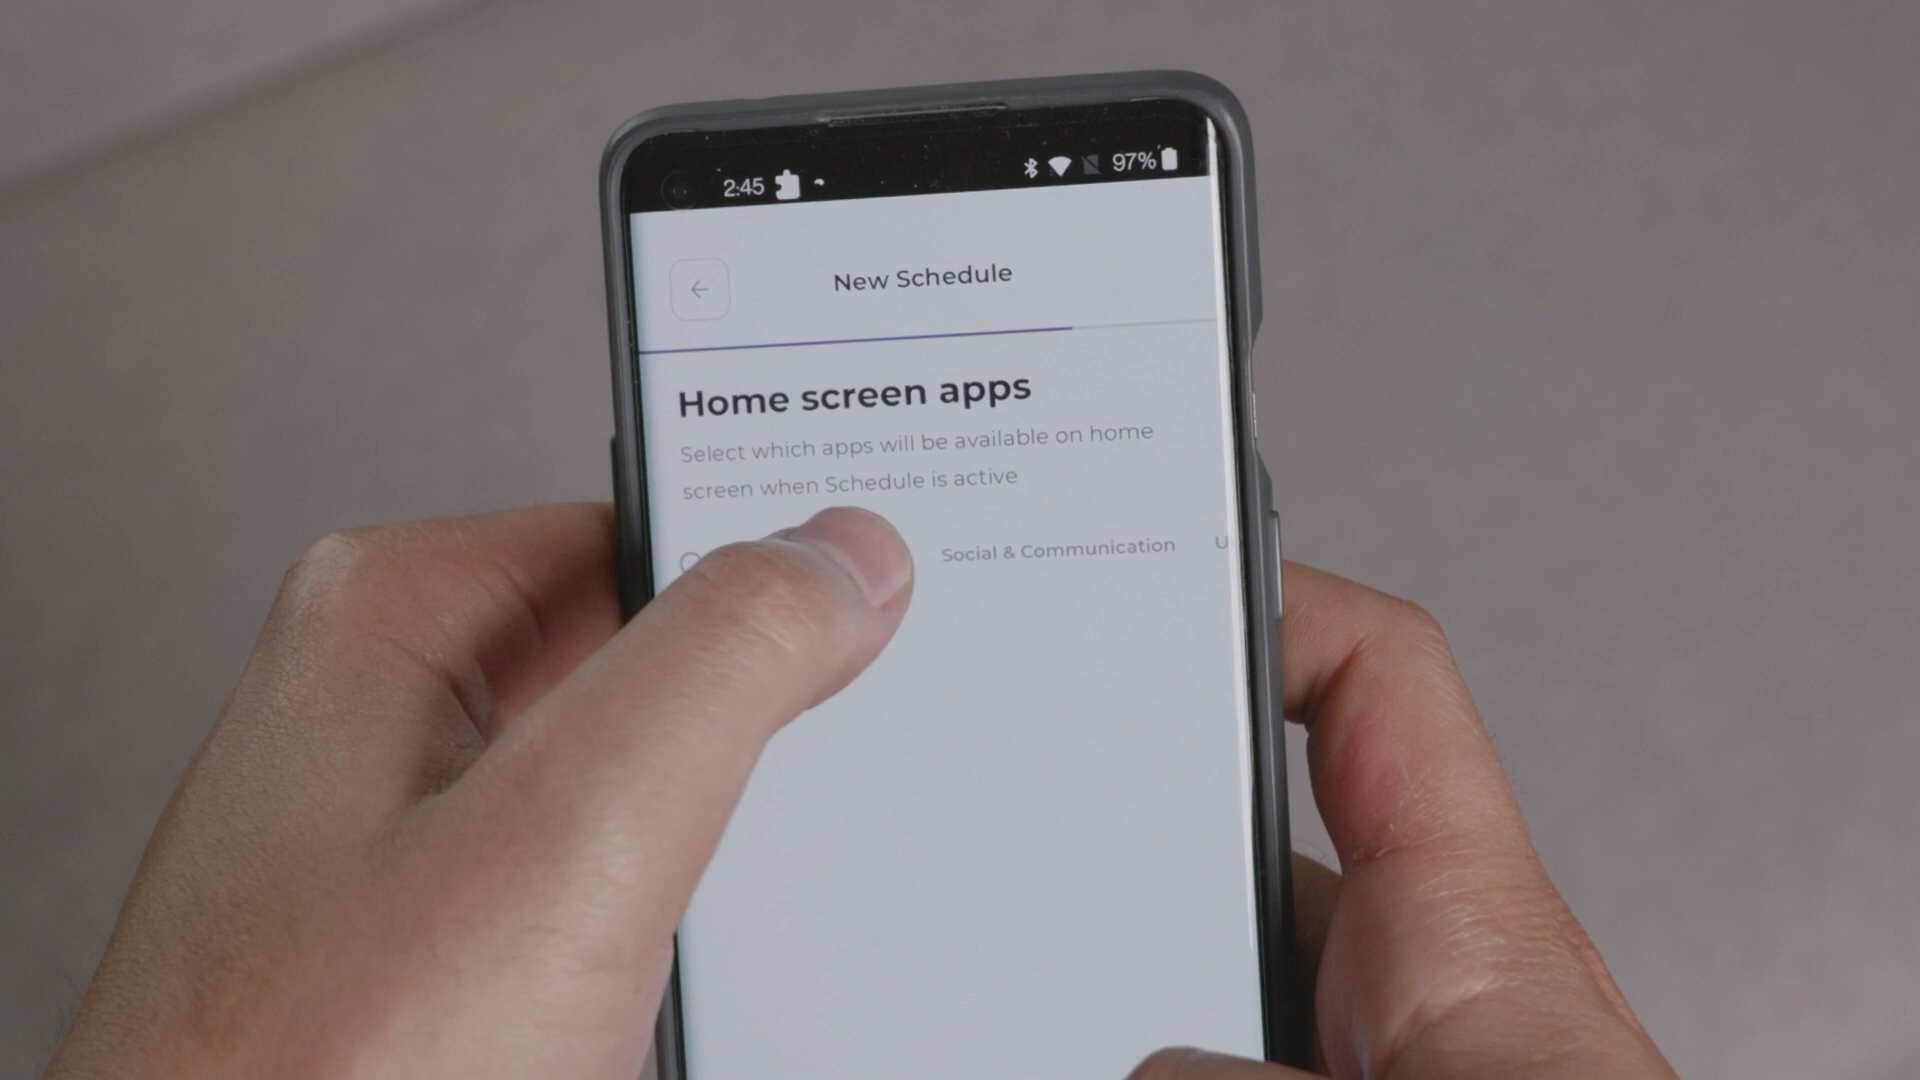 2:45
97%
New Schedule
Home screen apps
Select which apps will be available on home
screen when Schedule is active
Social & Communication